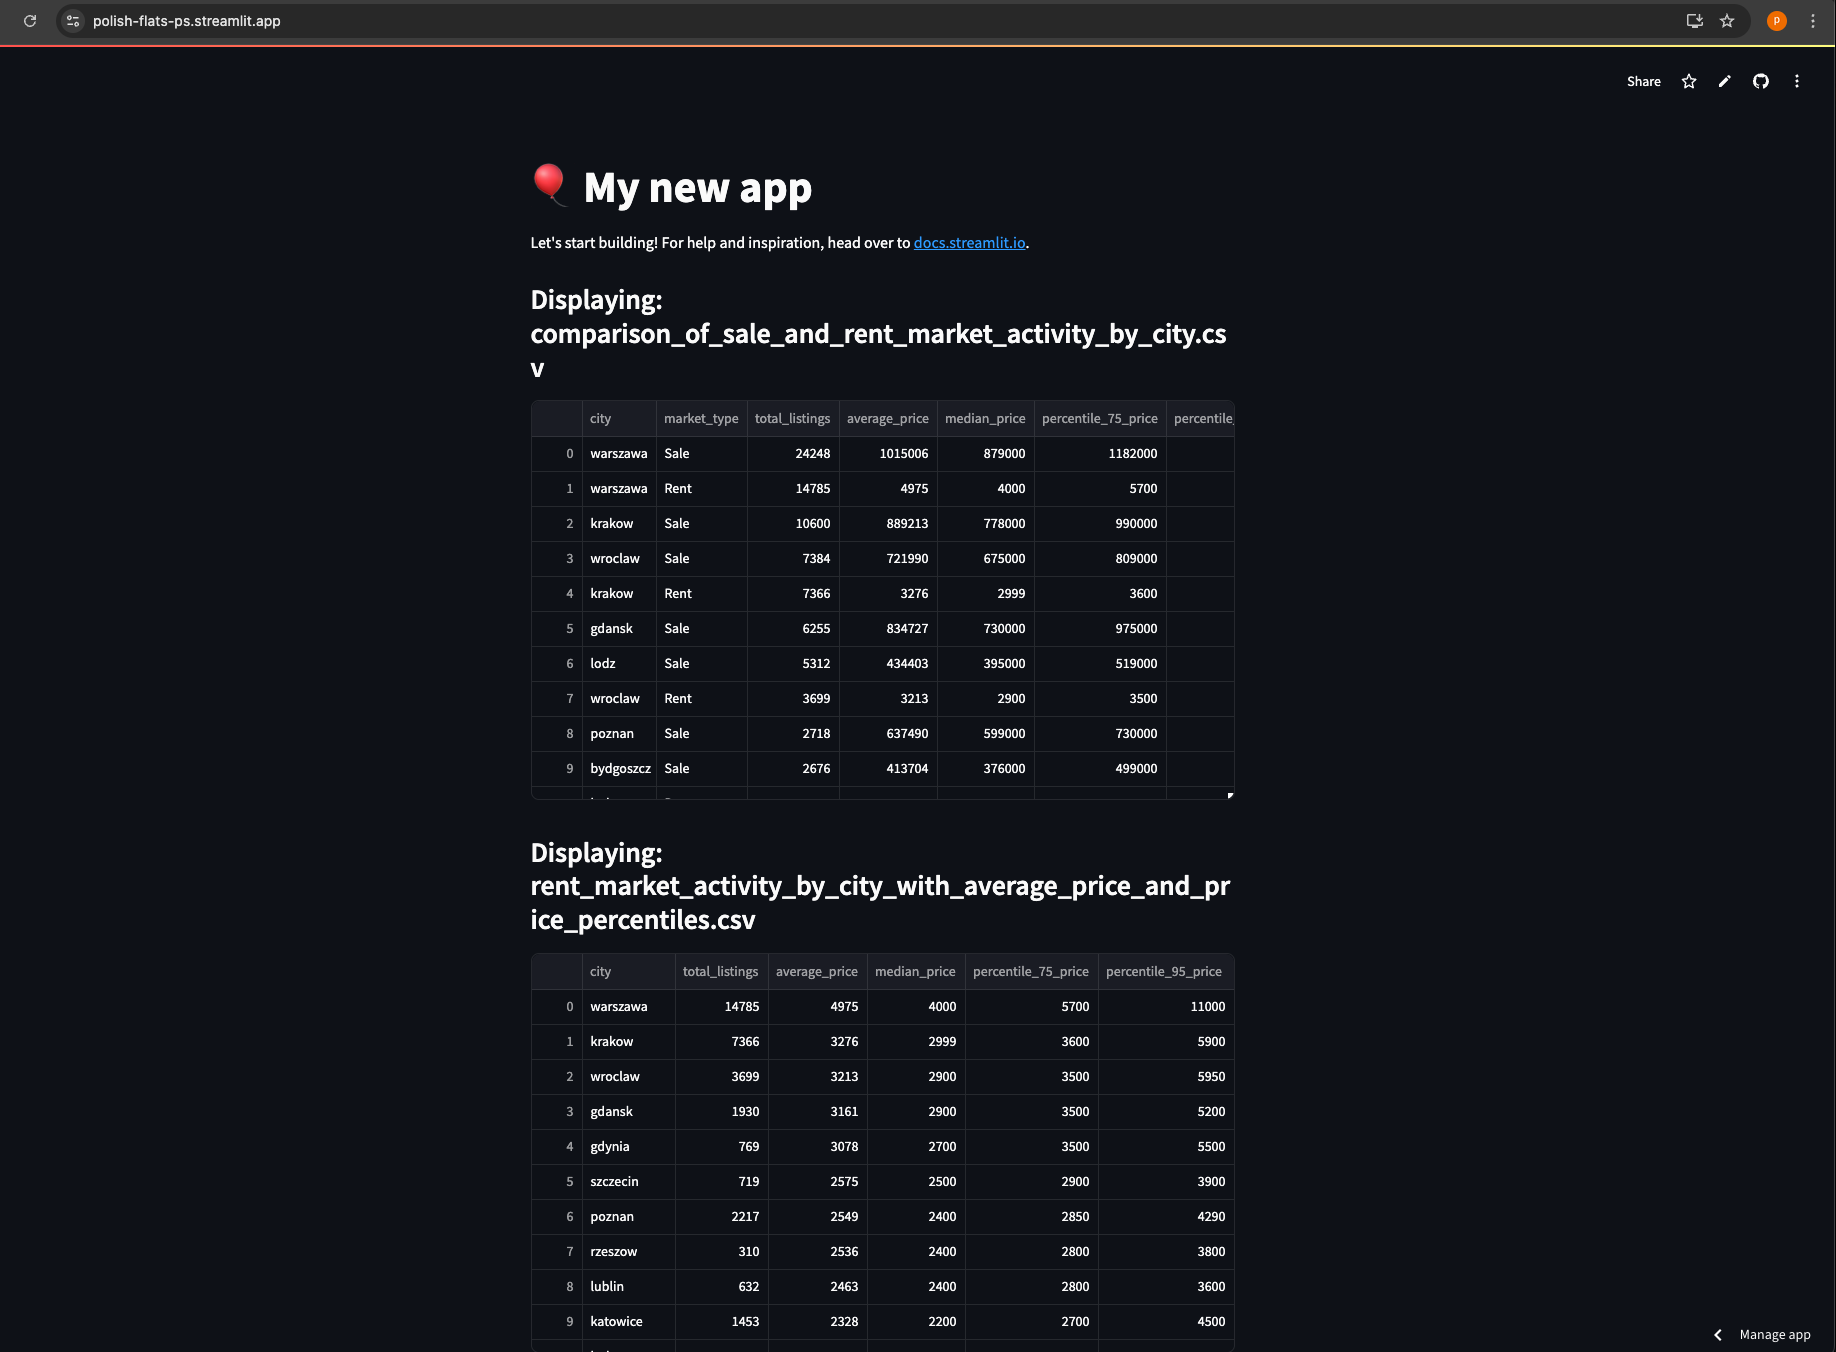 polish-flats-ps.streamlit.app
P
Share
My new app
Let's start building! For help and inspiration, head over to docs.streamlit.io.
Displaying:
comparison_of_sale_and_rent_market_activity_by_city.cs
v
city market_type total_listings average_price median_price percentile_75_price percentile_
0 warszawa Sale 24248 1015006 879000 1182000
1 warszawa Rent 14785 4975 4000 5700
2 krakow Sale 10600 889213 778000 990000
3 wroclaw Sale 7384 721990 675000 809000
4 krakow Rent 7366 3276 2999 3600
5 gdansk Sale 6255 834727 730000 975000
6 lodz Sale 5312 434403 395000 519000
7 wroclaw Rent 3699 3213 2900 3500
8 poznan Sale 2718 637490 599000 730000
9 bydgoszcz Sale 2676 413704 376000 499000
Displaying:
rent_market_activity_by_city_with_average_price_and_pr
ice_percentiles.csv
city total_listings average_price median_price percentile_75_price percentile_95_price
0 warszawa 14785 4975 4000 5700 11000
1 krakow 7366 3276 2999 3600 5900
2 wroclaw 3699 3213 2900 3500 5950
3 gdansk 1930 3161 2900 3500 5200
4 gdynia 769 3078 2700 3500 5500
5 szczecin 719 2575 2500 2900 3900
6 poznan 2217 2549 2400 2850 4290
7 rzeszow 310 2536 2400 2800 3800
8 lublin 632 2463 2400 2800 3600
9 katowice 1453 2328 2200 2700 4500
Manage app